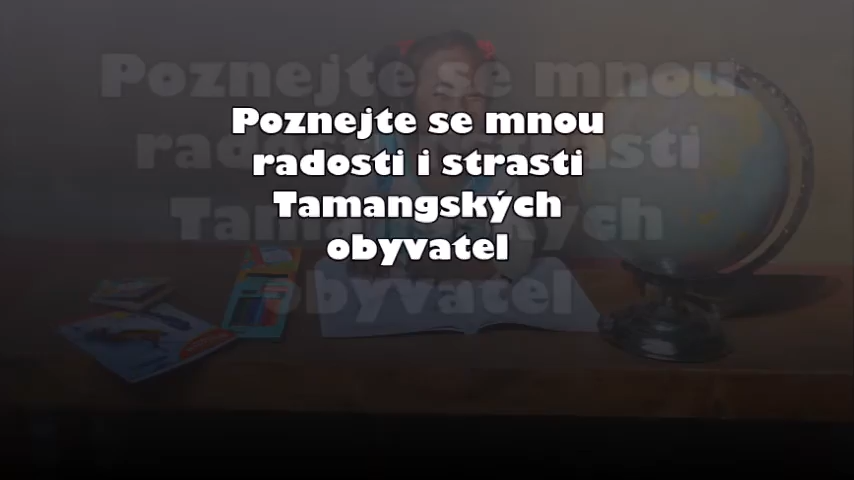 Poznejte se mnou
radosti i strasti
Tamangských
obyvatel